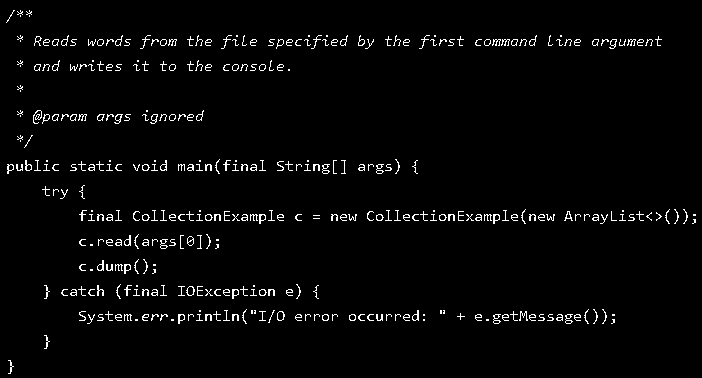 /**
 * Reads words from the file specified by the first command line argument
 * and writes it to the console.
 *
 * @param args ignored
 */
public static void main(final String[] args) {
    try {
        final CollectionExample c = new CollectionExample(new ArrayList<>());
        c.read(args[0]);
        c.dump();
    } catch (final IOException e) {
        System.err.println("I/O error occurred: " + e.getMessage());
    }
}